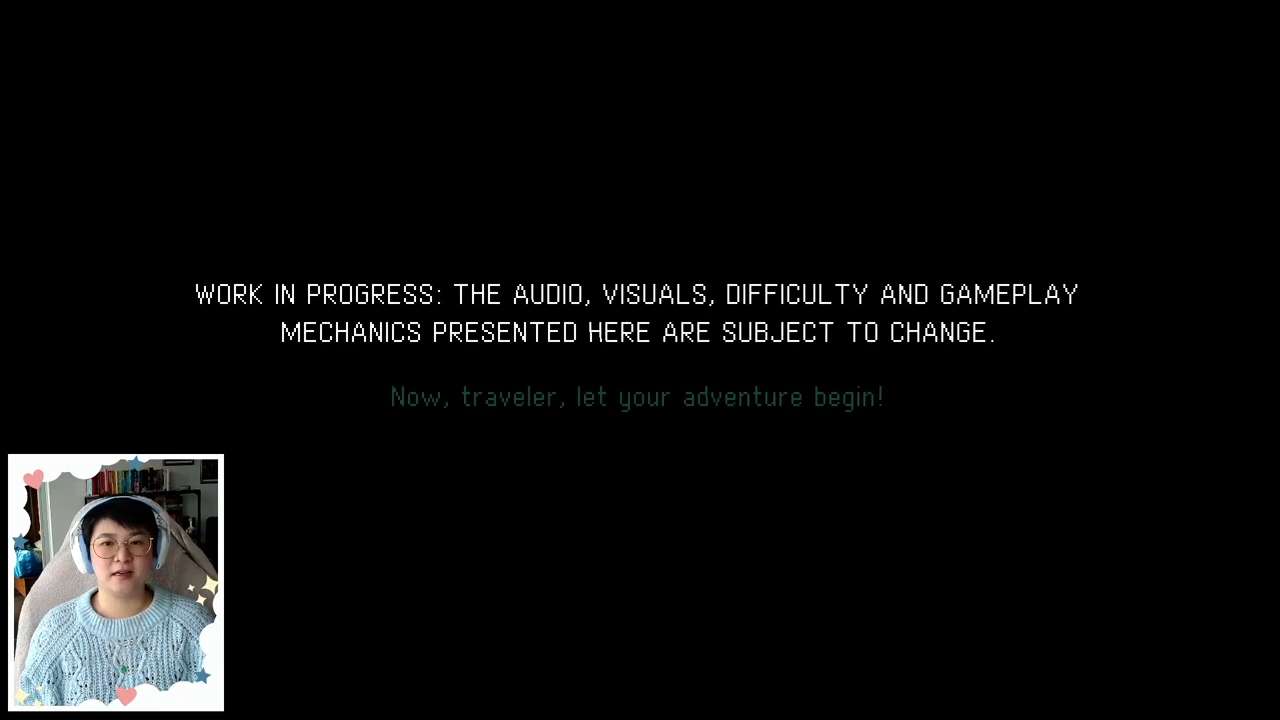 WORK IN PROGRESS: THE AUDIO, VISUALS, DIFFICULTY AND GAMEPLAY
MECHANICS PRESENTED HERE ARE SUBJECT TO CHANGE.
Now, traveler, let your adventure begin!